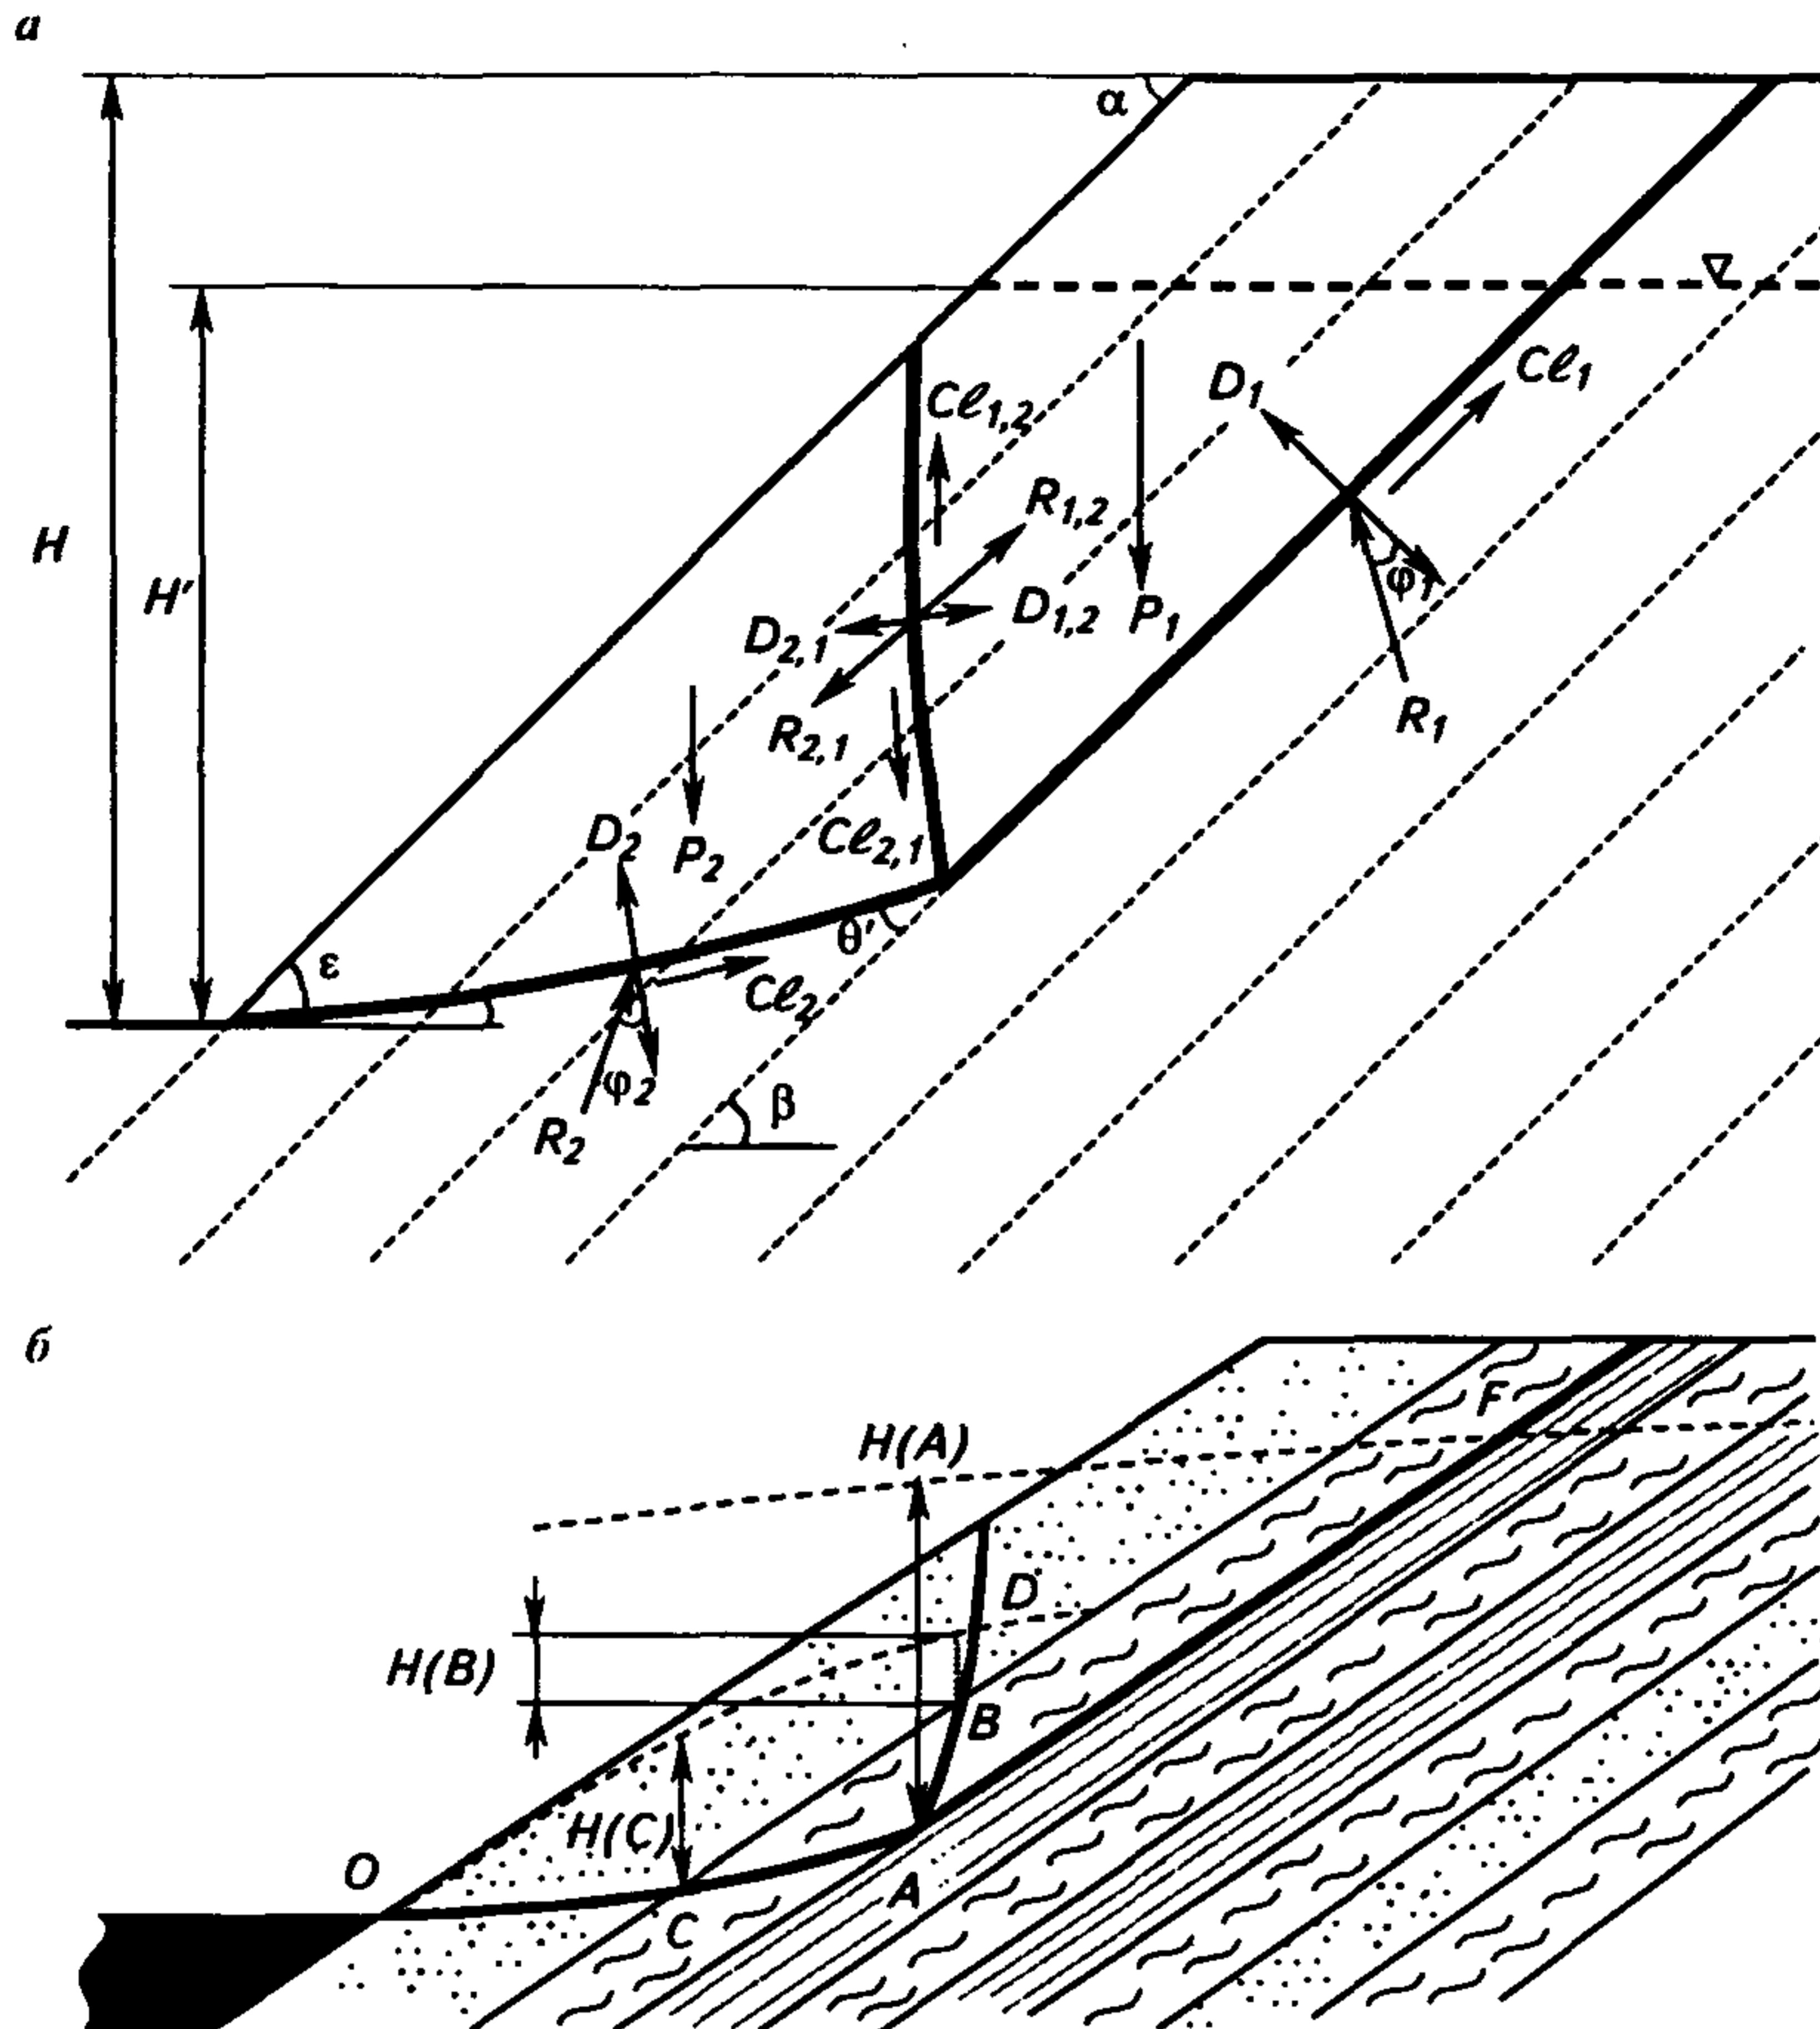 а
α
H
H'
Cℓ₁,₂
D₁
Cℓ₁
R₁,₂
D₂,₁
D₁,₂
P₁
φ₁
R₂,₁
R₁
D₂
P₂
Cℓ₂,₁
ε
θ'
Cℓ₂
φ₂
β
R₂
б
F
H(A)
D
H(B)
B
H(C)
O
A
C